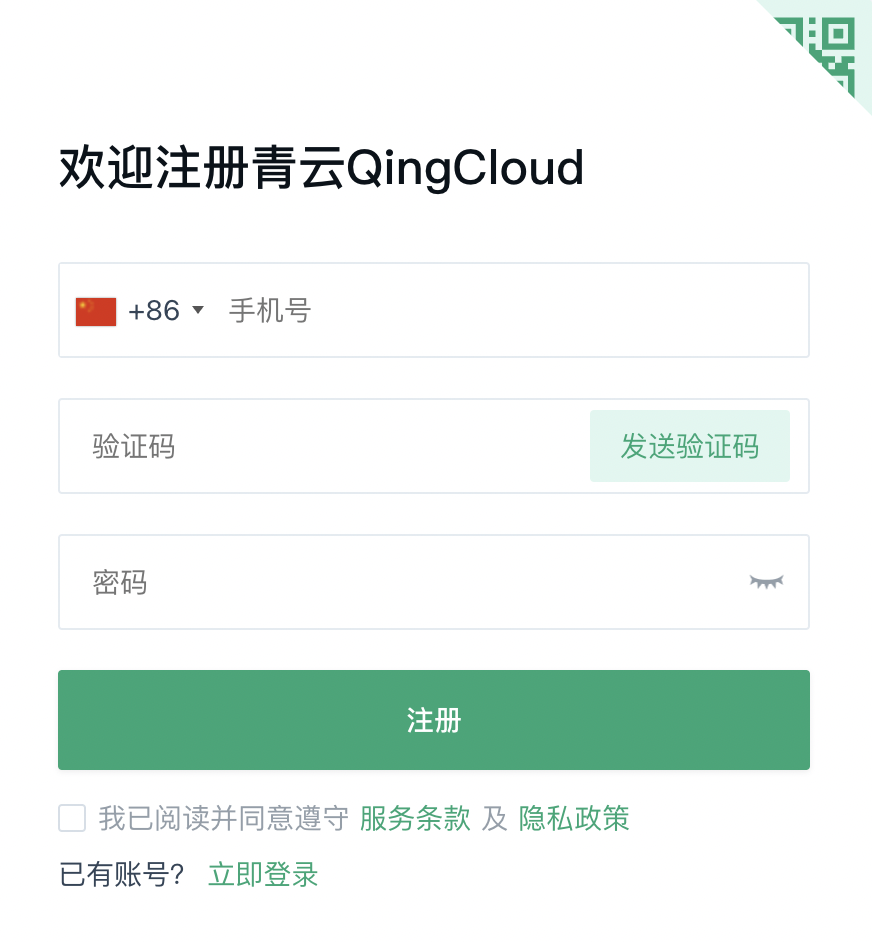 欢迎注册青云QingCloud
+86 手机号
验证码 发送验证码
密码
注册
我已阅读并同意遵守 服务条款 及 隐私政策
已有账号? 立即登录